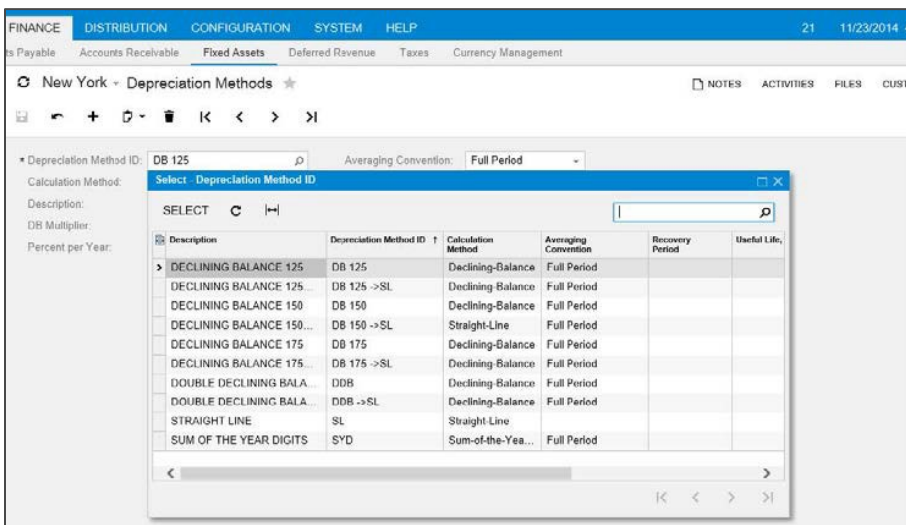 FINANCE DISTRIBUTION CONFIGURATION SYSTEM HELP 21 11/23/2014
ts Payable Accounts Receivable Fixed Assets Deferred Revenue Taxes Currency Management
New York - Depreciation Methods NOTES ACTIVITIES FILES CUST
* Depreciation Method ID: DB 125 Averaging Convention: Full Period
Calculation Method:
Description:
DB Multiplier:
Percent per Year:
Select - Depreciation Method ID
SELECT
Description Depreciation Method ID ↑ Calculation Method Averaging Convention Recovery Period Useful Life,
DECLINING BALANCE 125 DB 125 Declining-Balance Full Period
DECLINING BALANCE 125... DB 125 ->SL Declining-Balance Full Period
DECLINING BALANCE 150 DB 150 Declining-Balance Full Period
DECLINING BALANCE 150... DB 150 ->SL Straight-Line Full Period
DECLINING BALANCE 175 DB 175 Declining-Balance Full Period
DECLINING BALANCE 175... DB 175 ->SL Declining-Balance Full Period
DOUBLE DECLINING BALA... DDB Declining-Balance Full Period
DOUBLE DECLINING BALA... DDB ->SL Declining-Balance Full Period
STRAIGHT LINE SL Straight-Line
SUM OF THE YEAR DIGITS SYD Sum-of-the-Yea... Full Period